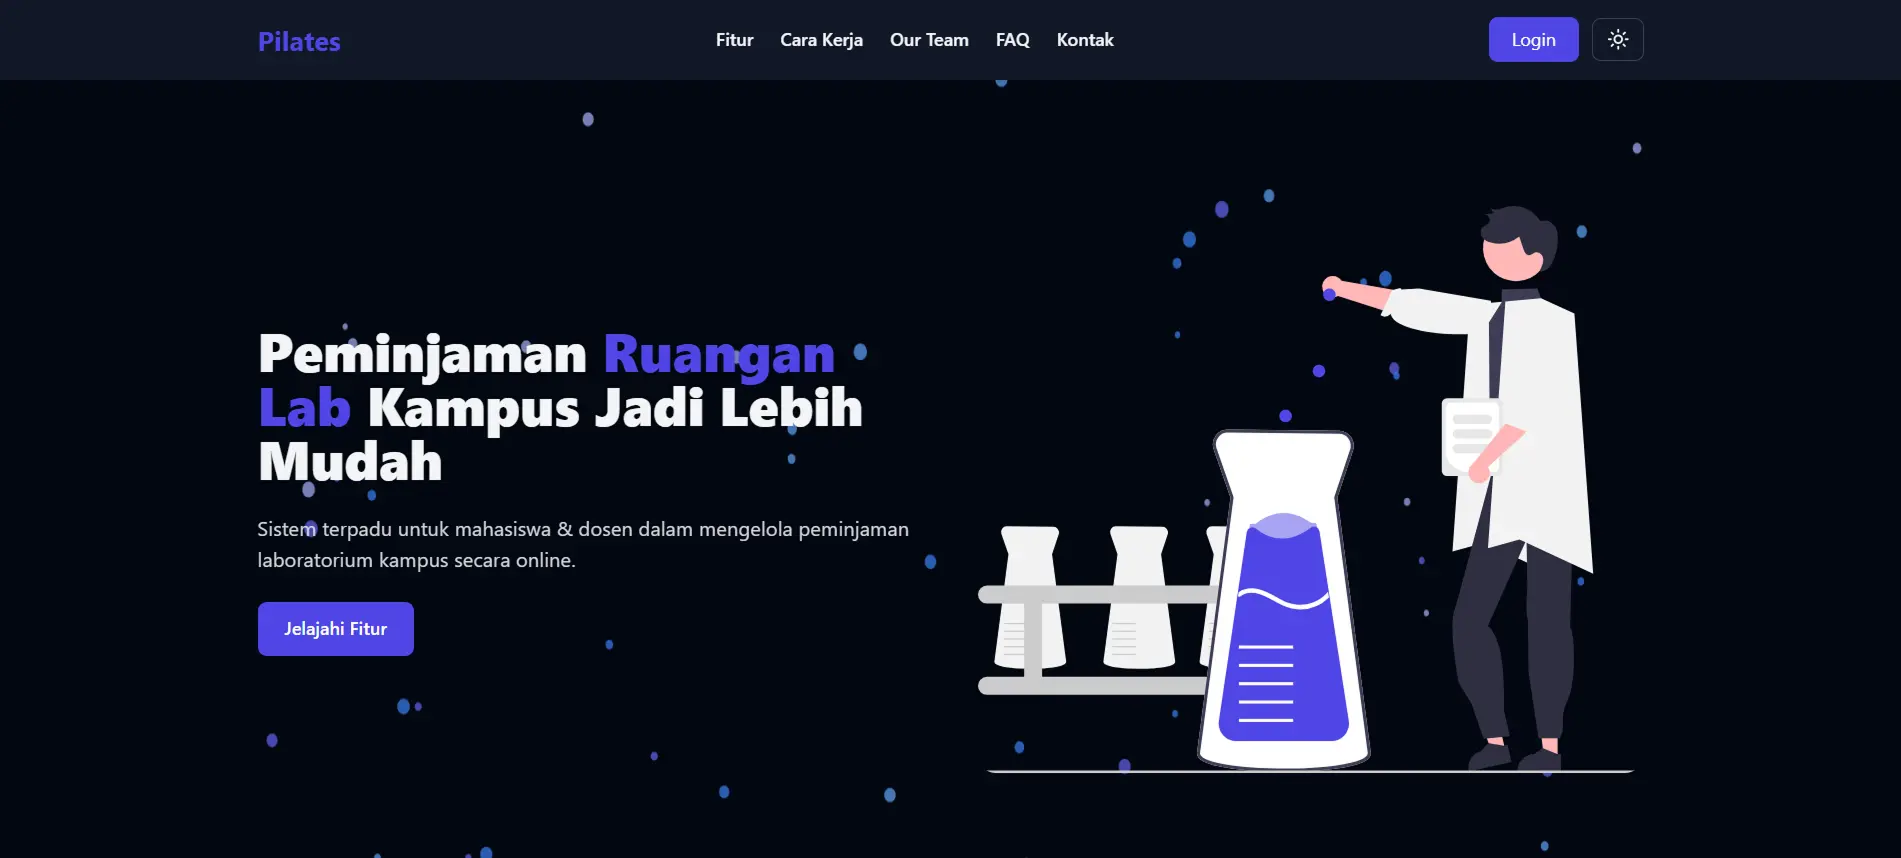 Pilates
Fitur
Cara Kerja
Our Team
FAQ
Kontak
Login
Peminjaman Ruangan
Lab Kampus Jadi Lebih
Mudah
Sistem terpadu untuk mahasiswa & dosen dalam mengelola peminjaman
laboratorium kampus secara online.
Jelajahi Fitur